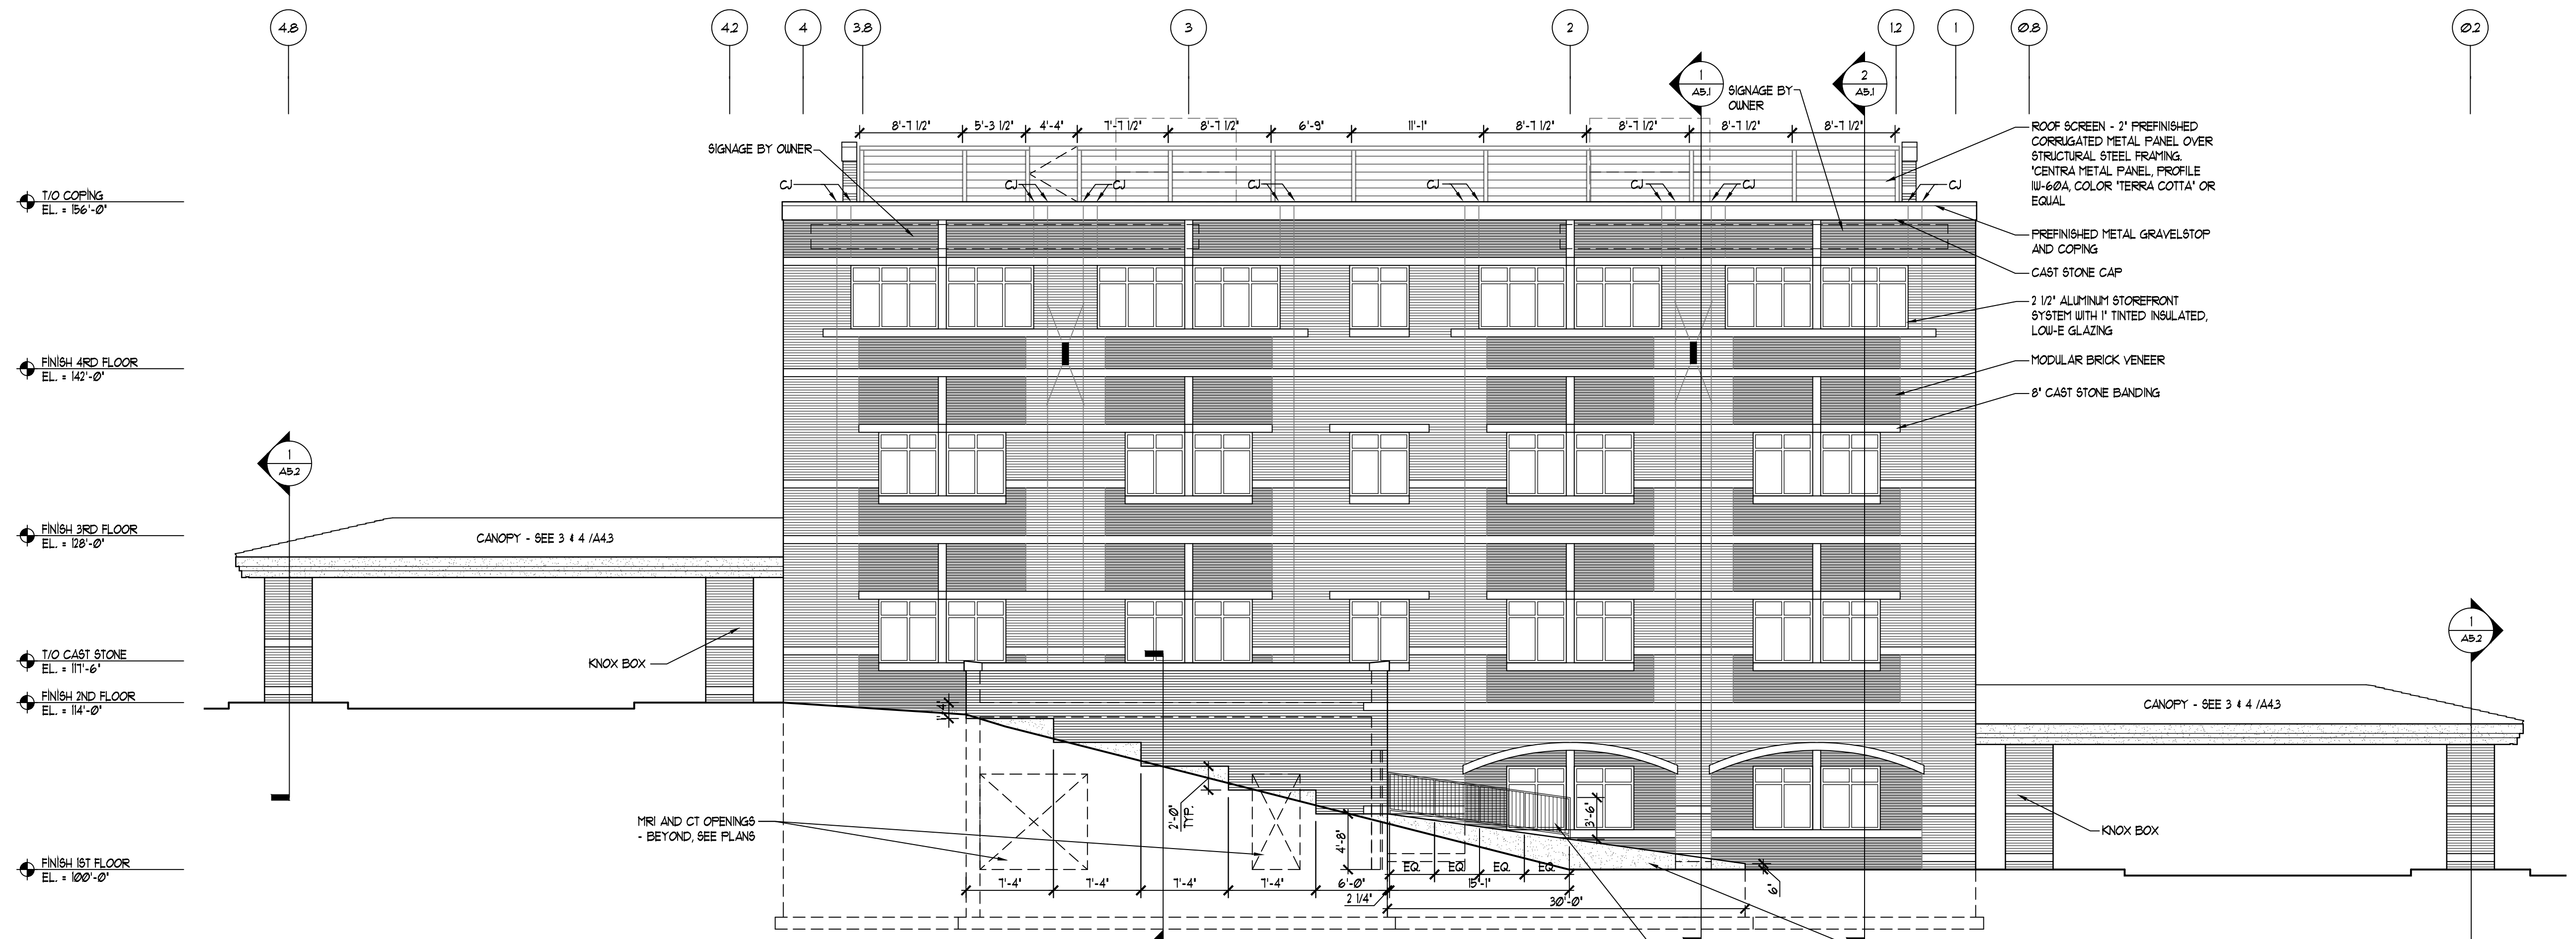 4.8
4.2
4
3.8
3
2
1.2
1
0.8
0.2
1
A5.1
2
A5.1
SIGNAGE BY
OWNER
8'-7 1/2"
5'-3 1/2"
4'-4"
7'-7 1/2"
8'-7 1/2"
6'-9"
11'-1"
8'-7 1/2"
8'-7 1/2"
8'-7 1/2"
8'-7 1/2"
SIGNAGE BY OWNER
ROOF SCREEN - 2" PREFINISHED
CORRUGATED METAL PANEL OVER
STRUCTURAL STEEL FRAMING.
"CENTRA METAL PANEL, PROFILE
IW-60A, COLOR "TERRA COTTA" OR
EQUAL
CJ
CJ
CJ
CJ
CJ
CJ
CJ
CJ
T/O COPING
EL. = 156'-0"
PREFINISHED METAL GRAVELSTOP
AND COPING
CAST STONE CAP
2 1/2" ALUMINUM STOREFRONT
SYSTEM WITH 1" TINTED INSULATED,
LOW-E GLAZING
FINISH 4RD FLOOR
EL. = 142'-0"
MODULAR BRICK VENEER
8" CAST STONE BANDING
1
A5.2
FINISH 3RD FLOOR
EL. = 128'-0"
CANOPY - SEE 3 & 4 /A4.3
1
A5.2
T/O CAST STONE
EL. = 117'-6"
KNOX BOX
FINISH 2ND FLOOR
EL. = 114'-0"
4"
CANOPY - SEE 3 & 4 /A4.3
MRI AND CT OPENINGS
- BEYOND, SEE PLANS
2'-0"
TYP.
4'-8"
3'-6"
KNOX BOX
FINISH 1ST FLOOR
EL. = 100'-0"
EQ.
EQ.
EQ.
EQ.
7'-4"
7'-4"
7'-4"
7'-4"
6'-0"
15'-1"
6"
2 1/4"
30'-0"